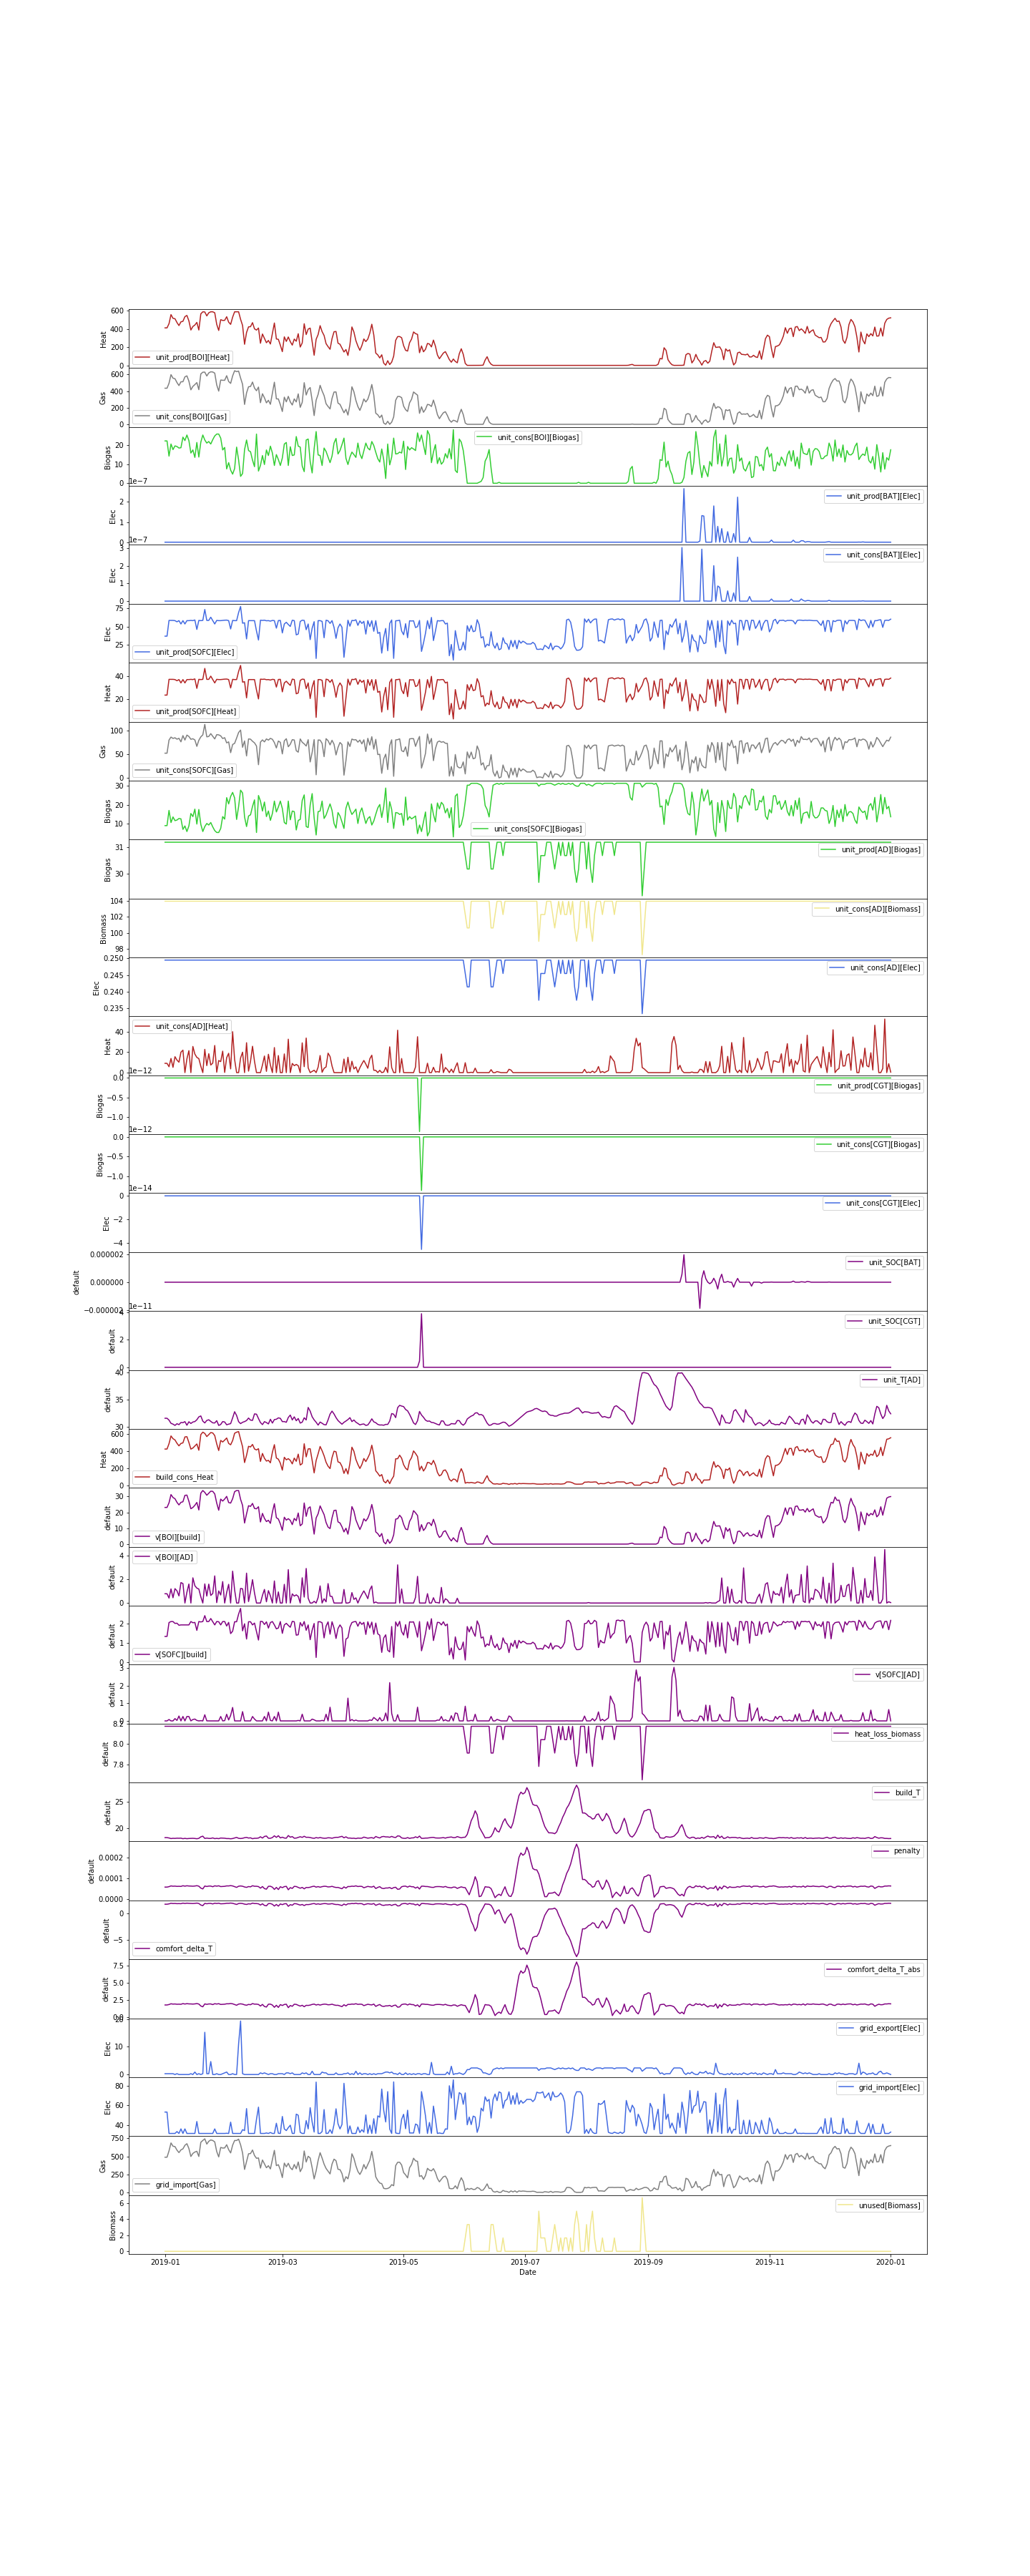 600
400
200
0
Heat
unit_prod[BOI][Heat]
600
400
200
0
Gas
unit_cons[BOI][Gas]
20
10
0
Biogas
unit_cons[BOI][Biogas]
1e−7
2
1
0
Elec
unit_prod[BAT][Elec]
1e−7
3
2
1
0
Elec
unit_cons[BAT][Elec]
75
50
25
Elec
unit_prod[SOFC][Elec]
40
20
Heat
unit_prod[SOFC][Heat]
100
50
0
Gas
unit_cons[SOFC][Gas]
30
20
10
Biogas
unit_cons[SOFC][Biogas]
31
30
Biogas
unit_prod[AD][Biogas]
104
102
100
98
Biomass
unit_cons[AD][Biomass]
0.250
0.245
0.240
0.235
Elec
unit_cons[AD][Elec]
40
20
0
Heat
unit_cons[AD][Heat]
1e−12
0.0
−0.5
−1.0
Biogas
unit_prod[CGT][Biogas]
1e−12
0.0
−0.5
−1.0
Biogas
unit_cons[CGT][Biogas]
1e−14
0
−2
−4
Elec
unit_cons[CGT][Elec]
0.000002
0.000000
−0.000002
default
unit_SOC[BAT]
1e−11
4
2
0
default
unit_SOC[CGT]
40
35
30
default
unit_T[AD]
600
400
200
0
Heat
build_cons_Heat
30
20
10
0
default
v[BOI][build]
4
2
0
default
v[BOI][AD]
2
1
0
default
v[SOFC][build]
3
2
1
0
default
v[SOFC][AD]
8.2
8.0
7.8
default
heat_loss_biomass
25
20
default
build_T
0.0002
0.0001
0.0000
default
penalty
0
−5
default
comfort_delta_T
7.5
5.0
2.5
0.0
default
comfort_delta_T_abs
20
10
0
Elec
grid_export[Elec]
80
60
40
Elec
grid_import[Elec]
750
500
250
0
Gas
grid_import[Gas]
6
4
2
0
Biomass
unused[Biomass]
2019-01 2019-03 2019-05 2019-07 2019-09 2019-11 2020-01
Date